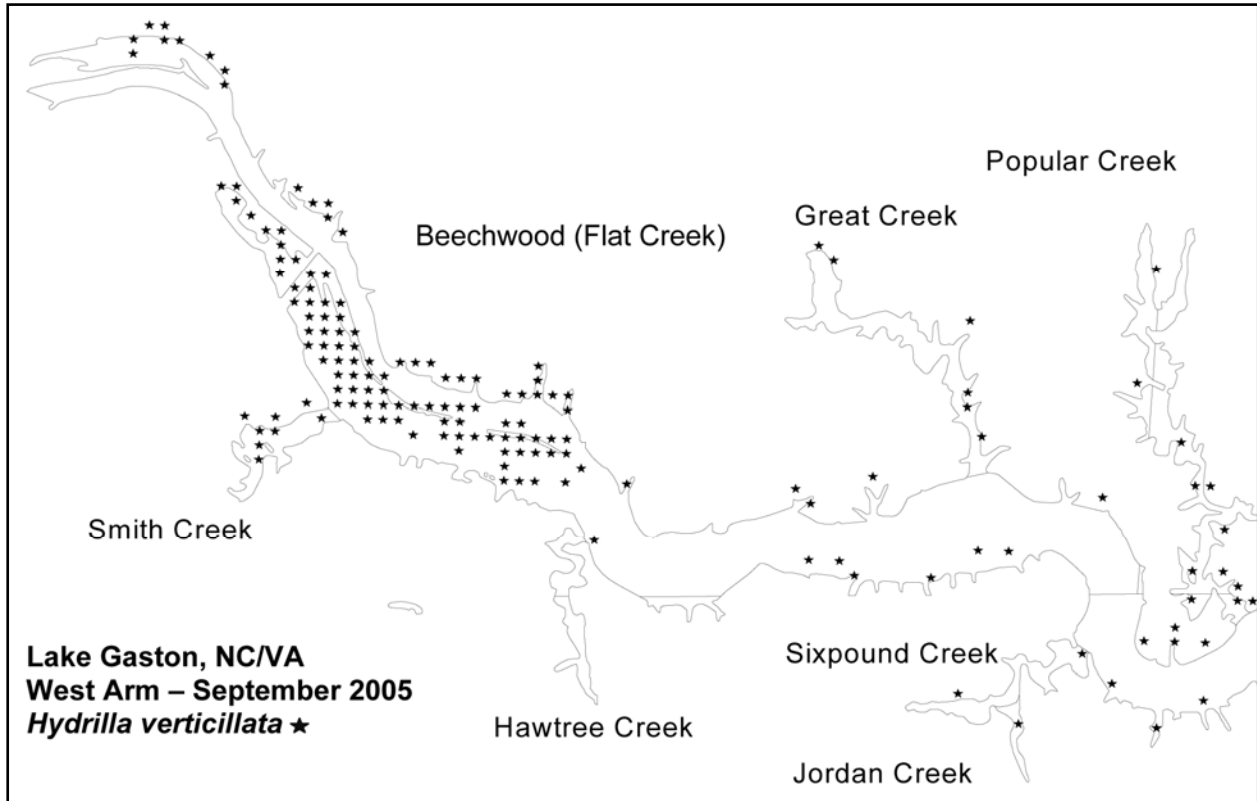 Popular Creek
Great Creek
Beechwood (Flat Creek)
Smith Creek
Sixpound Creek
Hawtree Creek
Jordan Creek
Lake Gaston, NC/VA
West Arm – September 2005
Hydrilla verticillata ★